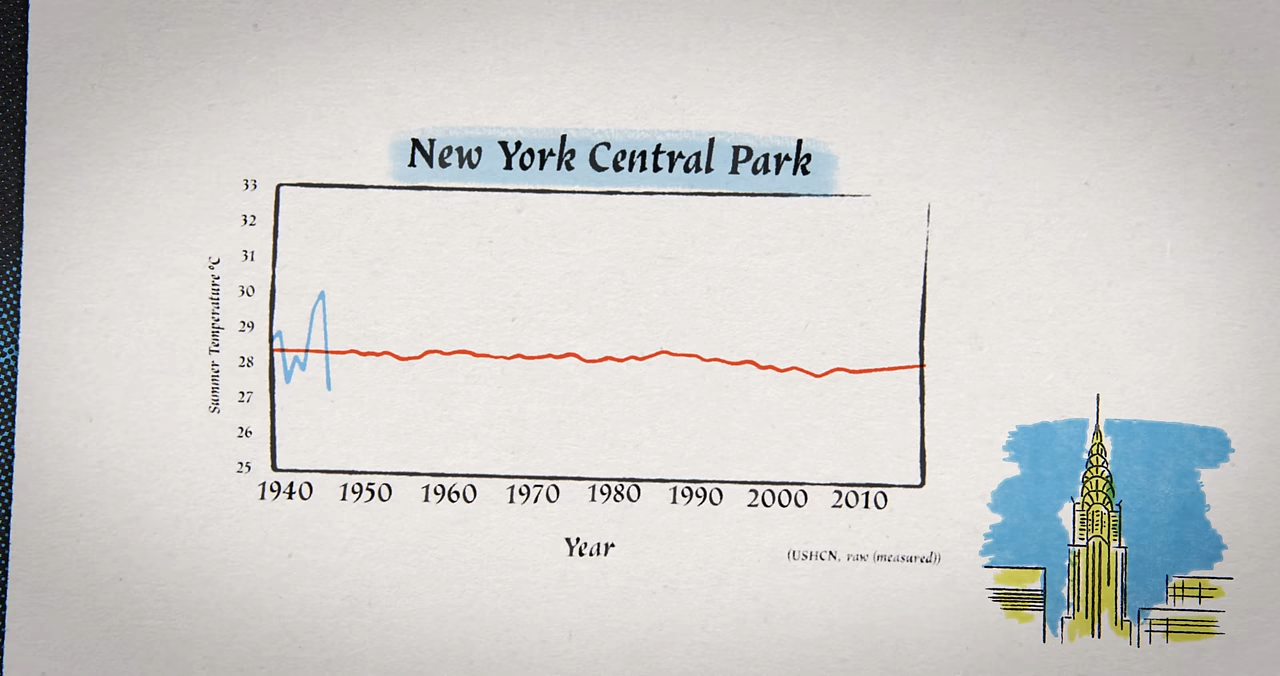 New York Central Park
33
32
31
30
29
28
27
26
25
Summer Temperature °C
1940 1950 1960 1970 1980 1990 2000 2010
Year
(USHCN, raw (measured))